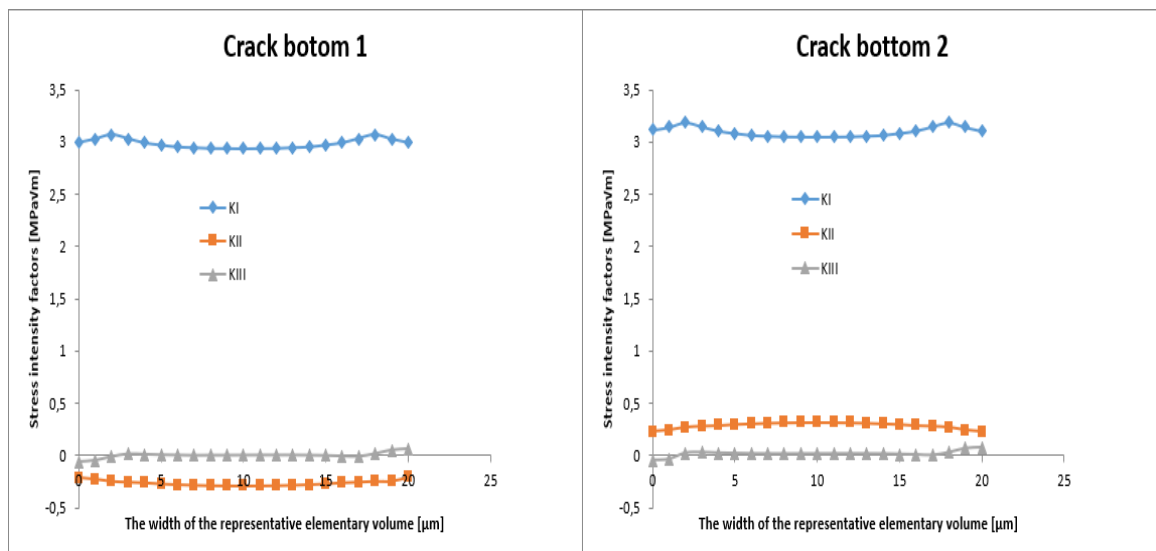 Crack botom 1
Stress intensity factors [MPaVm]
3,5
3
2,5
2
1,5
1
0,5
0
-0,5
0
5
10
15
20
25
KI
KII
KIII
The width of the representative elementary volume [µm]
Crack bottom 2
Stress intensity factors [MPaVm]
3,5
3
2,5
2
1,5
1
0,5
0
-0,5
0
5
10
15
20
25
KI
KII
KIII
The width of the representative elementary volume [µm]